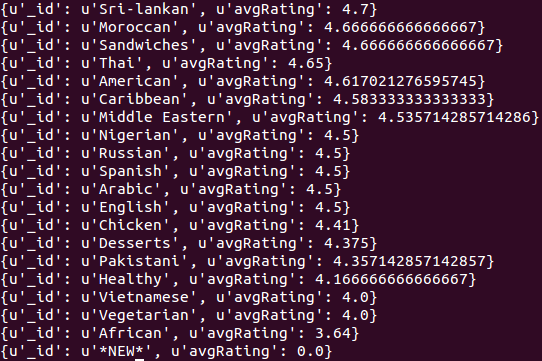 {u'_id': u'Sri-lankan', u'avgRating': 4.7}
{u'_id': u'Moroccan', u'avgRating': 4.666666666666667}
{u'_id': u'Sandwiches', u'avgRating': 4.666666666666667}
{u'_id': u'Thai', u'avgRating': 4.65}
{u'_id': u'American', u'avgRating': 4.617021276595745}
{u'_id': u'Caribbean', u'avgRating': 4.583333333333333}
{u'_id': u'Middle Eastern', u'avgRating': 4.535714285714286}
{u'_id': u'Nigerian', u'avgRating': 4.5}
{u'_id': u'Russian', u'avgRating': 4.5}
{u'_id': u'Spanish', u'avgRating': 4.5}
{u'_id': u'Arabic', u'avgRating': 4.5}
{u'_id': u'English', u'avgRating': 4.5}
{u'_id': u'Chicken', u'avgRating': 4.41}
{u'_id': u'Desserts', u'avgRating': 4.375}
{u'_id': u'Pakistani', u'avgRating': 4.357142857142857}
{u'_id': u'Healthy', u'avgRating': 4.166666666666667}
{u'_id': u'Vietnamese', u'avgRating': 4.0}
{u'_id': u'Vegetarian', u'avgRating': 4.0}
{u'_id': u'African', u'avgRating': 3.64}
{u'_id': u'*NEW*', u'avgRating': 0.0}